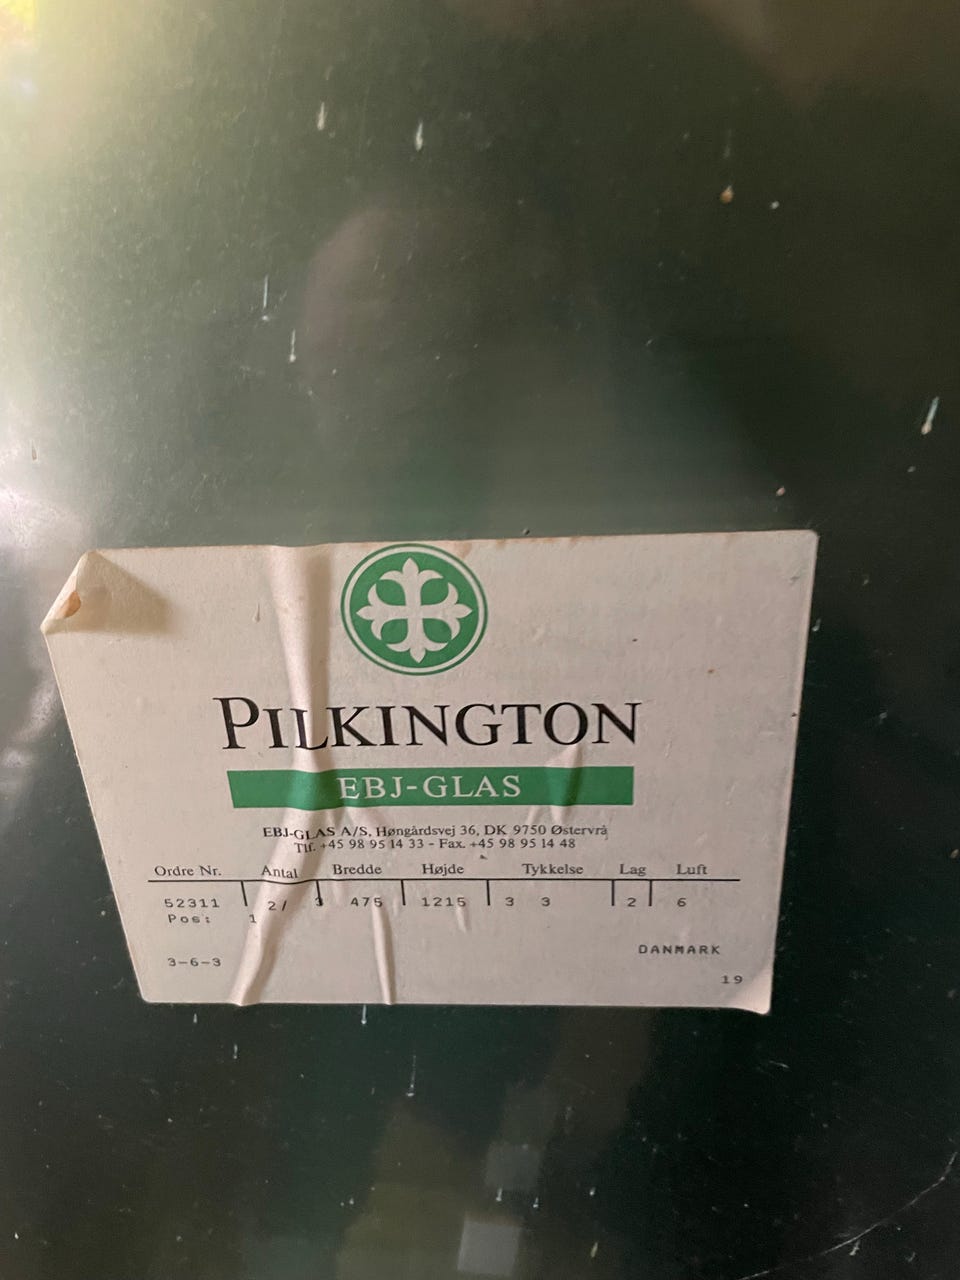 PILKINGTON
EBJ-GLAS
EBJ-GLAS A/S, Høngårdsvej 36, DK 9750 Østervrå
Tlf. +45 98 95 14 33 - Fax. +45 98 95 14 48
Ordre Nr. Antal Bredde Højde Tykkelse Lag Luft
52311 2/ 3 475 1215 3 3 2 6
Pos: 1
DANMARK
3-6-3
19